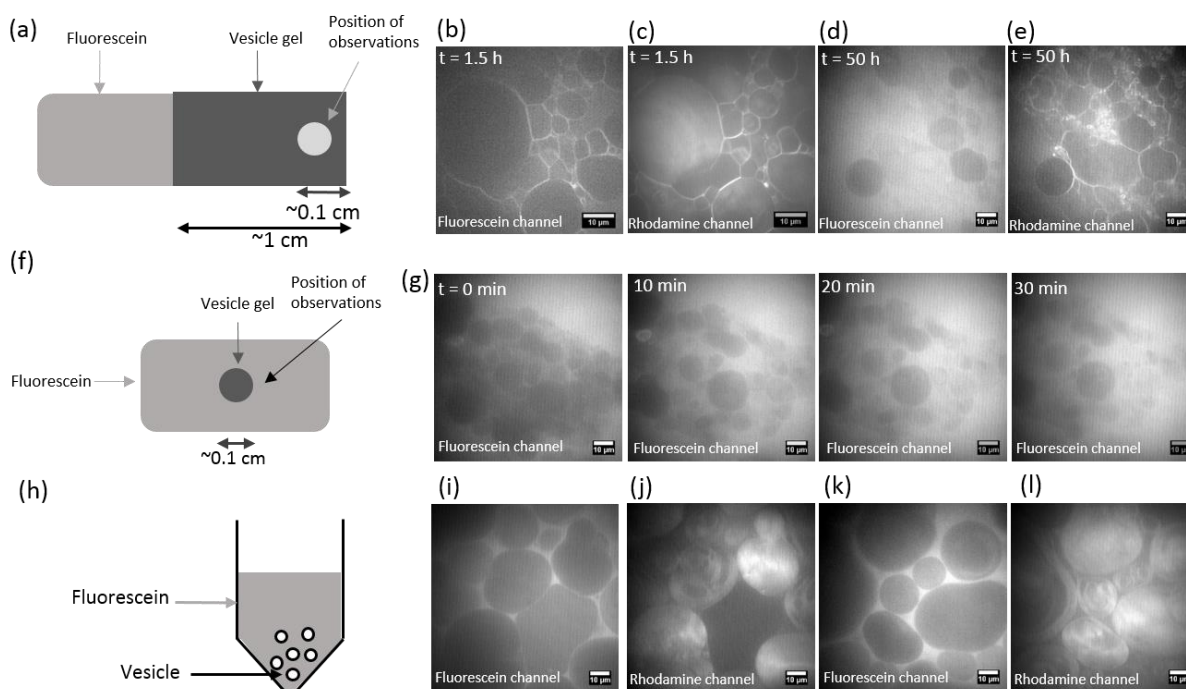 (a)
Fluorescein
Vesicle gel
Position of
observations
~0.1 cm
~1 cm
(b)
t = 1.5 h
Fluorescein channel
10 μm
(c)
t = 1.5 h
Rhodamine channel
10 μm
(d)
t = 50 h
Fluorescein channel
10 μm
(e)
t = 50 h
Rhodamine channel
10 μm
(f)
Vesicle gel
Position of
observations
Fluorescein
~0.1 cm
(g)
t = 0 min
Fluorescein channel
10 μm
10 min
Fluorescein channel
10 μm
20 min
Fluorescein channel
10 μm
30 min
Fluorescein channel
10 μm
(h)
Fluorescein
Vesicle
(i)
Fluorescein channel
10 μm
(j)
Rhodamine channel
10 μm
(k)
Fluorescein channel
10 μm
(l)
Rhodamine channel
10 μm